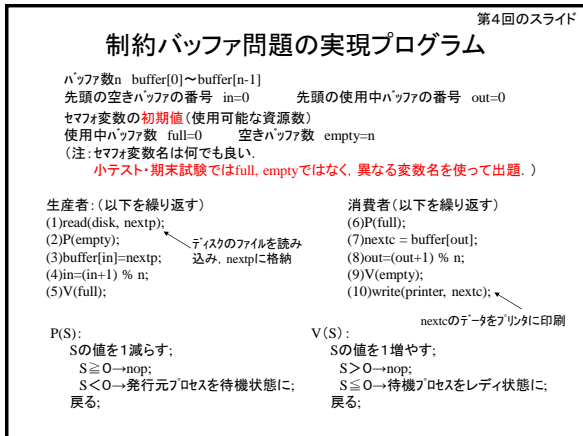 第4回のスライド
制約バッファ問題の実現プログラム
バッファ数n buffer[0]～buffer[n-1]
先頭の空きバッファの番号 in=0 先頭の使用中バッファの番号 out=0
セマフォ変数の初期値(使用可能な資源数)
使用中バッファ数 full=0 空きバッファ数 empty=n
(注:セマフォ変数名は何でも良い.
小テスト・期末試験ではfull, emptyではなく,異なる変数名を使って出題. )
生産者:(以下を繰り返す)
(1)read(disk, nextp);
(2)P(empty);
(3)buffer[in]=nextp;
(4)in=(in+1) % n;
(5)V(full);
ディスクのファイルを読み
込み, nextpに格納
消費者:(以下を繰り返す)
(6)P(full);
(7)nextc = buffer[out];
(8)out=(out+1) % n;
(9)V(empty);
(10)write(printer, nextc);
nextcのデータをプリンタに印刷
P(S):
Sの値を1減らす;
S≧0→nop;
S<0→発行元プロセスを待機状態に;
戻る;
V(S):
Sの値を1増やす;
S>0→nop;
S≦0→待機プロセスをレディ状態に;
戻る;